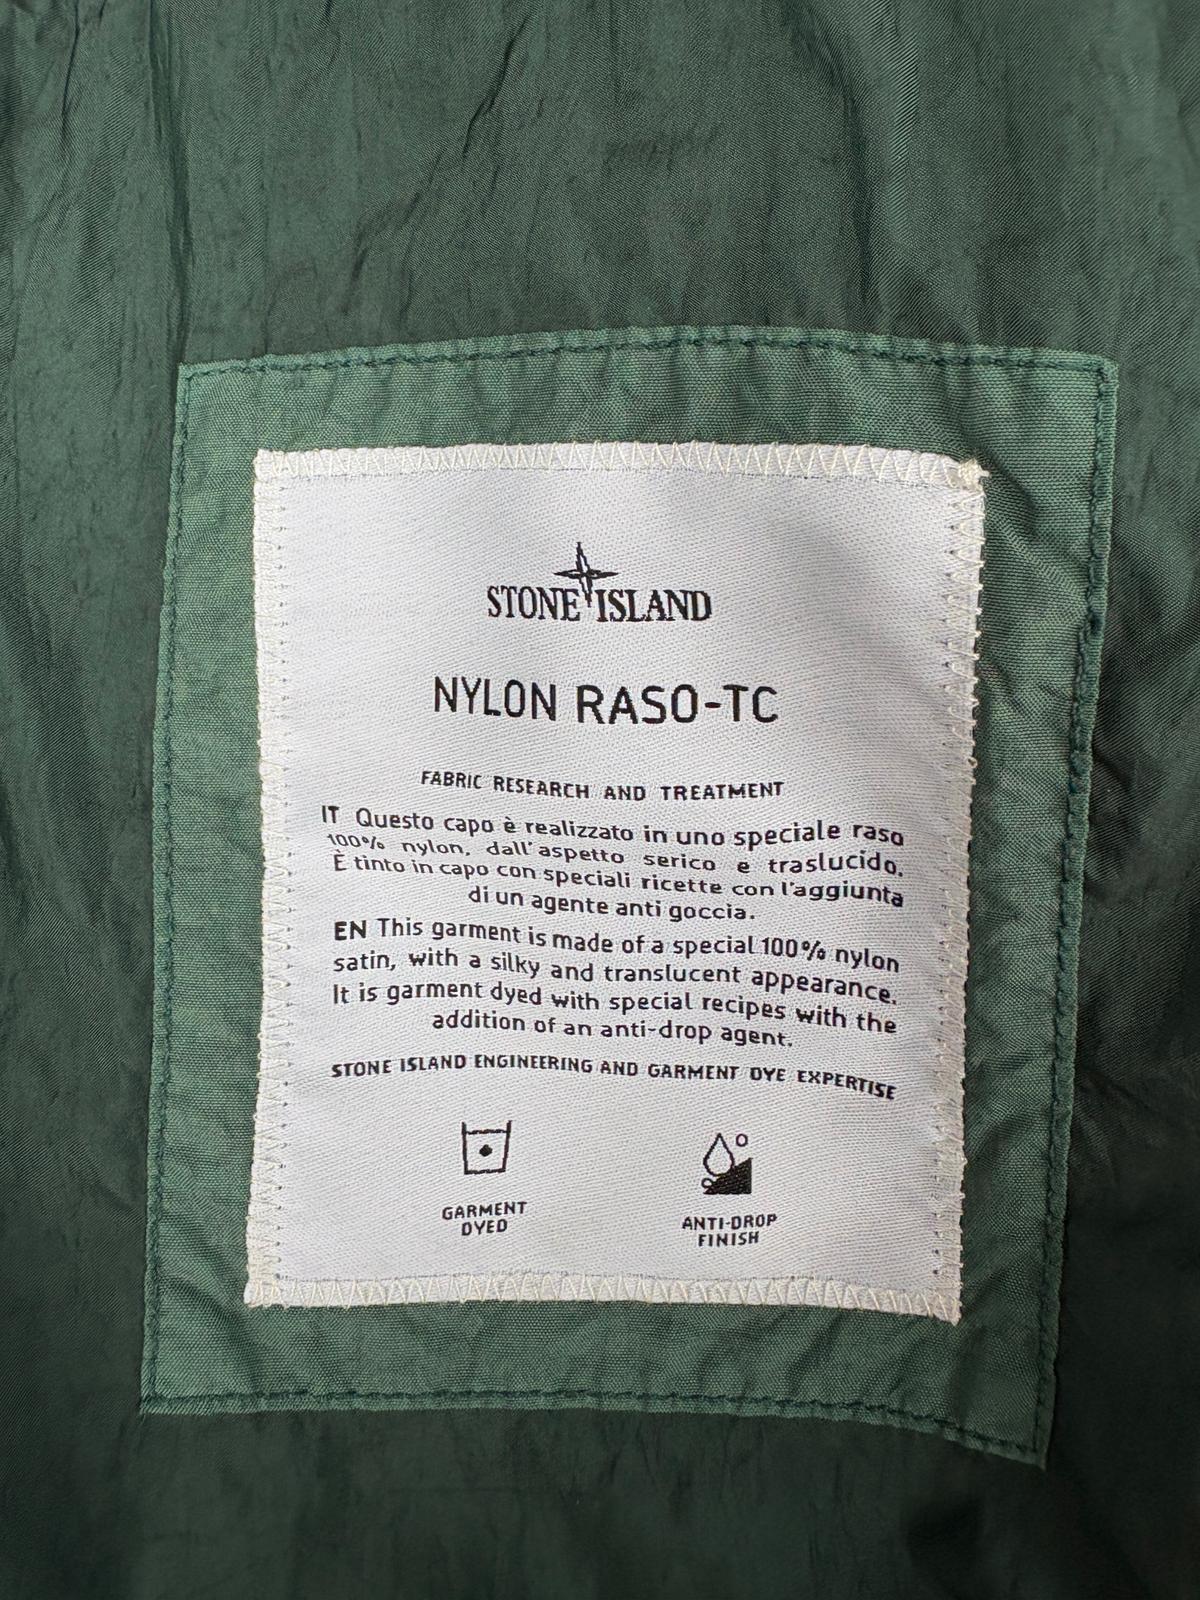 STONE ISLAND
NYLON RASO-TC
FABRIC RESEARCH AND TREATMENT
IT Questo capo è realizzato in uno speciale raso
100% nylon, dall'aspetto serico e traslucido.
È tinto in capo con speciali ricette con l'aggiunta
di un agente anti goccia.
EN This garment is made of a special 100% nylon
satin, with a silky and translucent appearance.
It is garment dyed with special recipes with the
addition of an anti-drop agent.
STONE ISLAND ENGINEERING AND GARMENT DYE EXPERTISE
GARMENT
DYED
ANTI-DROP
FINISH